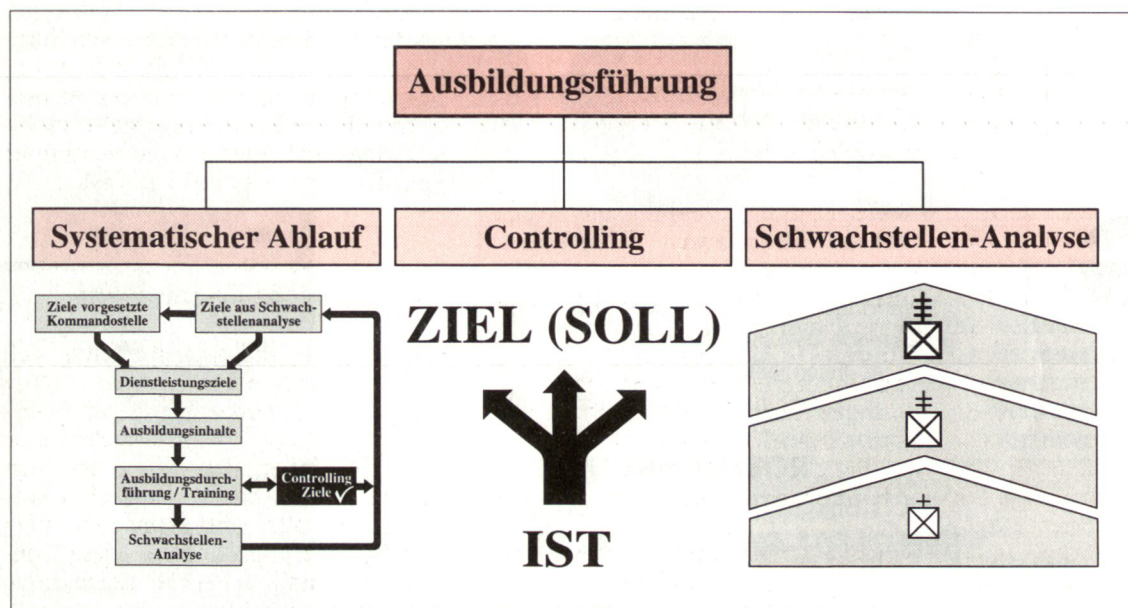 Ausbildungsführung
Systematischer Ablauf
Controlling
Schwachstellen-Analyse
Ziele vorgesetzte
Kommandostelle
Ziele aus Schwach-
stellenanalyse
Dienstleistungsziele
Ausbildungsinhalte
Ausbildungsdurch-
führung / Training
Controlling
Ziele
Schwachstellen-
Analyse
ZIEL (SOLL)
IST